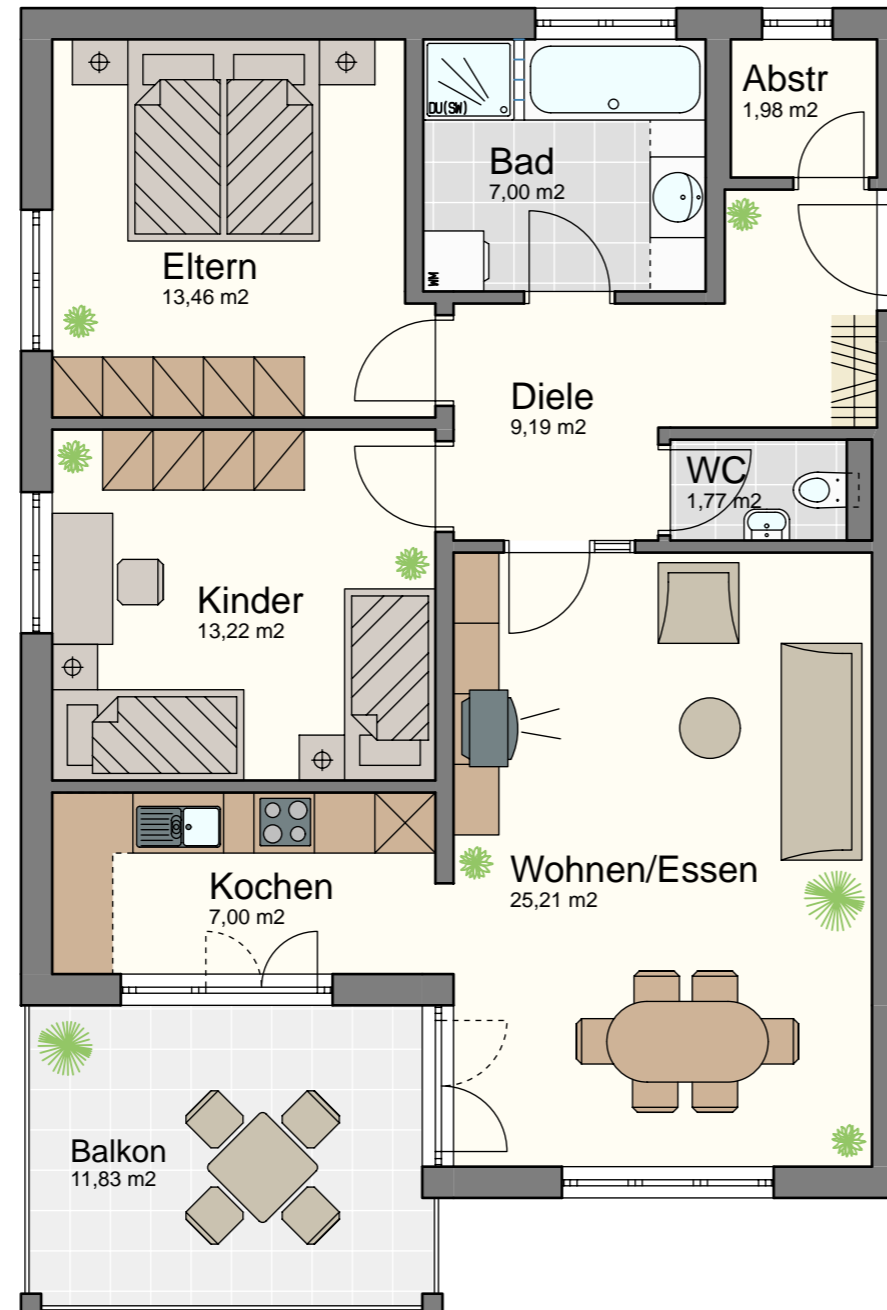 Abstr
1,98 m2
DU(SW)
Bad
7,00 m2
WM
Eltern
13,46 m2
Diele
9,19 m2
WC
1,77 m2
Kinder
13,22 m2
Kochen
7,00 m2
Wohnen/Essen
25,21 m2
Balkon
11,83 m2